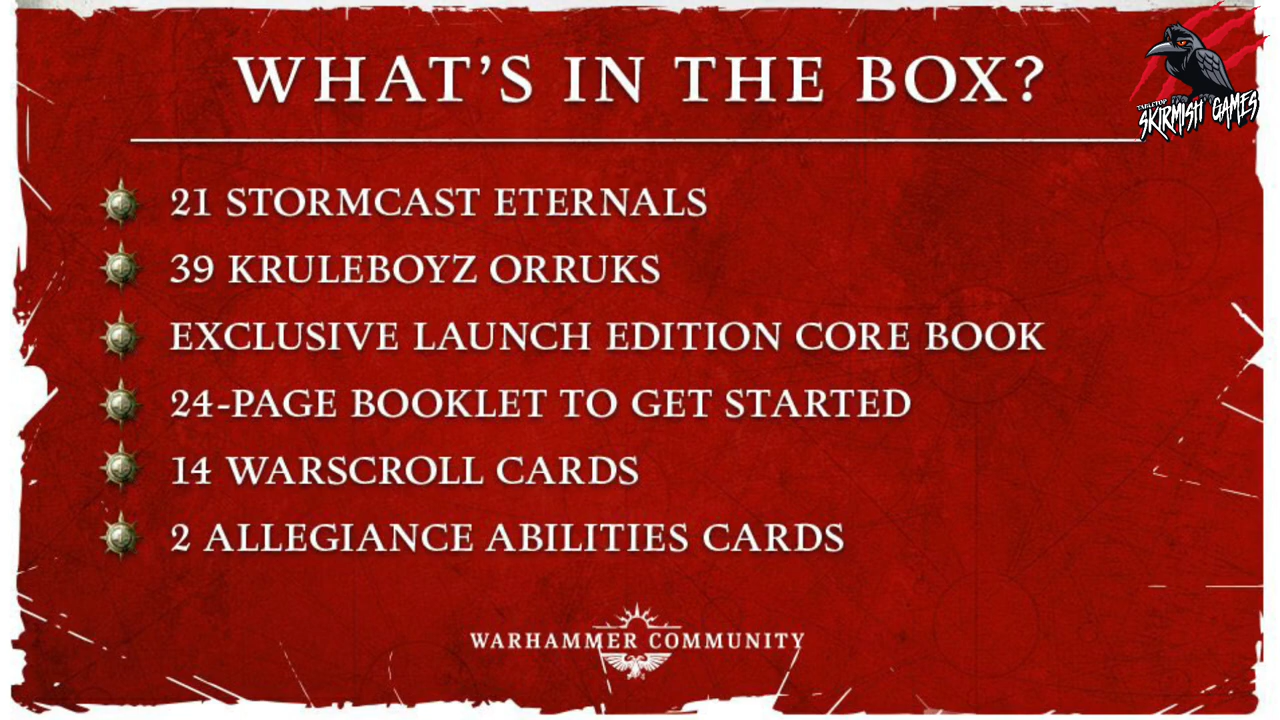 WHAT'S IN THE BOX?
TABLETOP
SKIRMISH GAMES
21 STORMCAST ETERNALS
39 KRULEBOYZ ORRUKS
EXCLUSIVE LAUNCH EDITION CORE BOOK
24-PAGE BOOKLET TO GET STARTED
14 WARSCROLL CARDS
2 ALLEGIANCE ABILITIES CARDS
WARHAMMER COMMUNITY